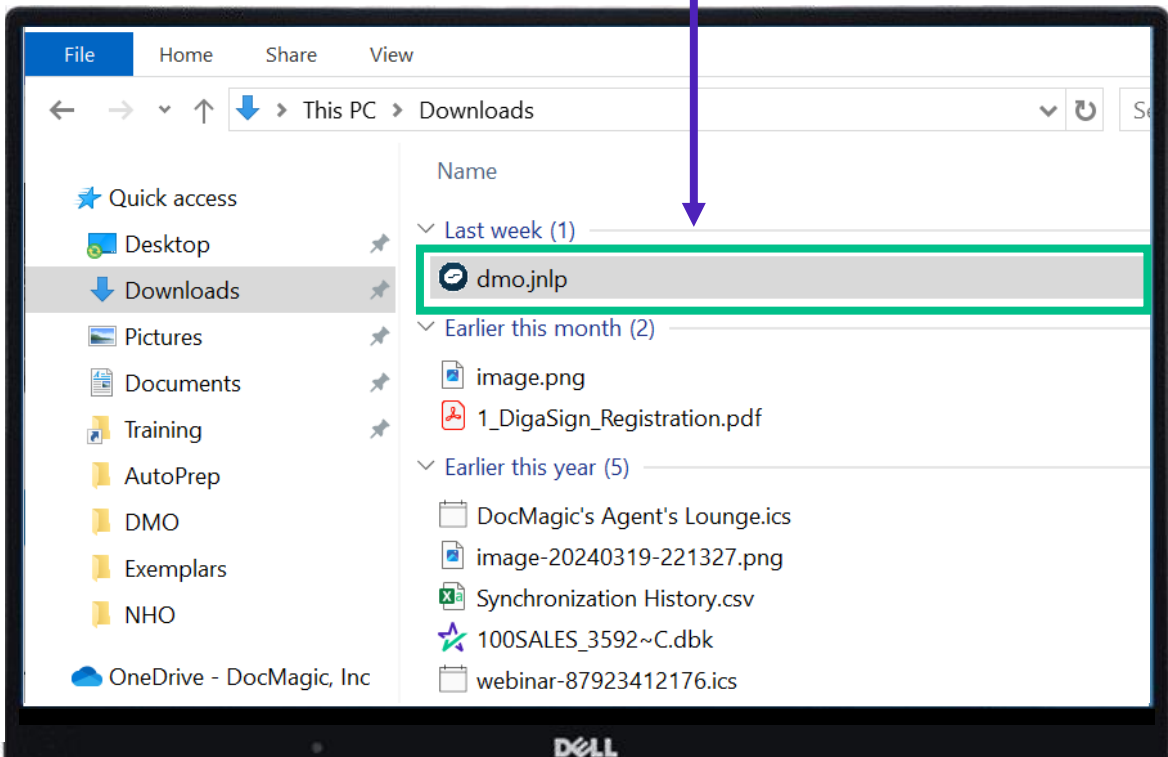 File Home Share View
This PC Downloads
Name
Quick access
Desktop
Downloads
Pictures
Documents
Training
AutoPrep
DMO
Exemplars
NHO
OneDrive - DocMagic, Inc
Last week (1)
dmo.jnlp
Earlier this month (2)
image.png
1_DigaSign_Registration.pdf
Earlier this year (5)
DocMagic's Agent's Lounge.ics
image-20240319-221327.png
Synchronization History.csv
100SALES_3592~C.dbk
webinar-87923412176.ics
DELL